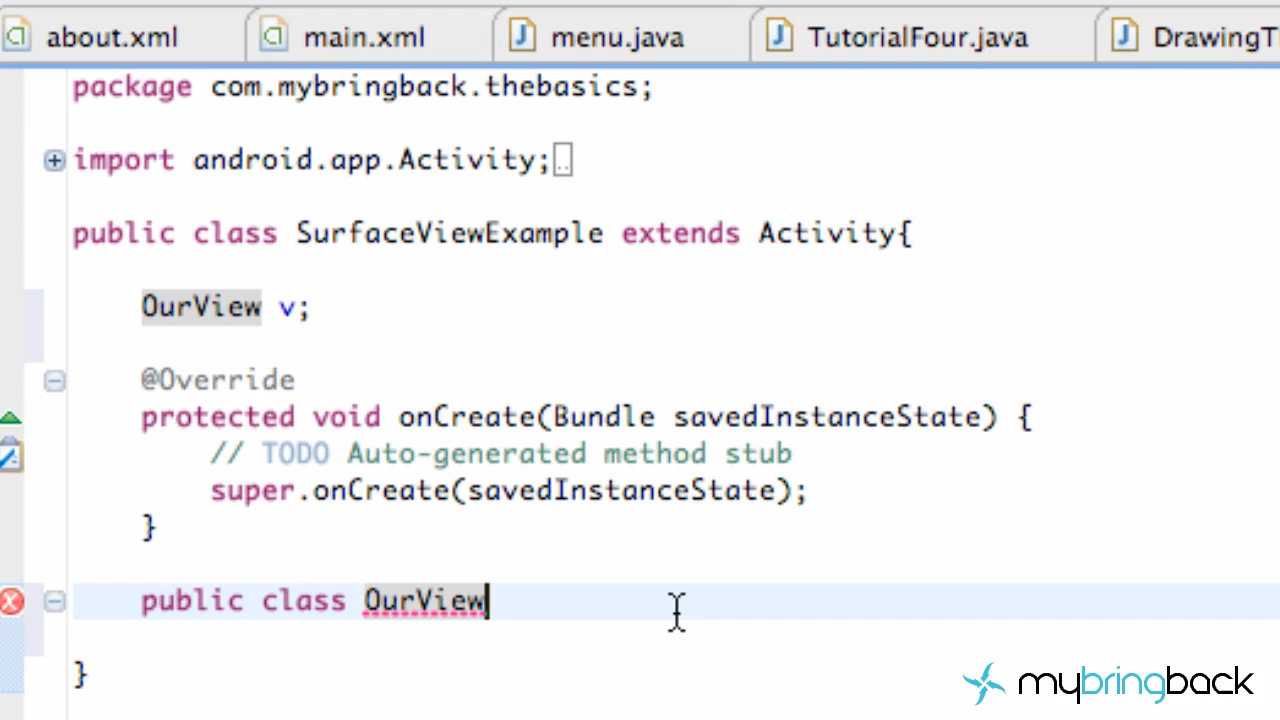 about.xml main.xml menu.java TutorialFour.java DrawingT
package com.mybringback.thebasics;
import android.app.Activity;
public class SurfaceViewExample extends Activity{
OurView v;
@Override
protected void onCreate(Bundle savedInstanceState) {
// TODO Auto-generated method stub
super.onCreate(savedInstanceState);
}
public class OurView
}
mybringback